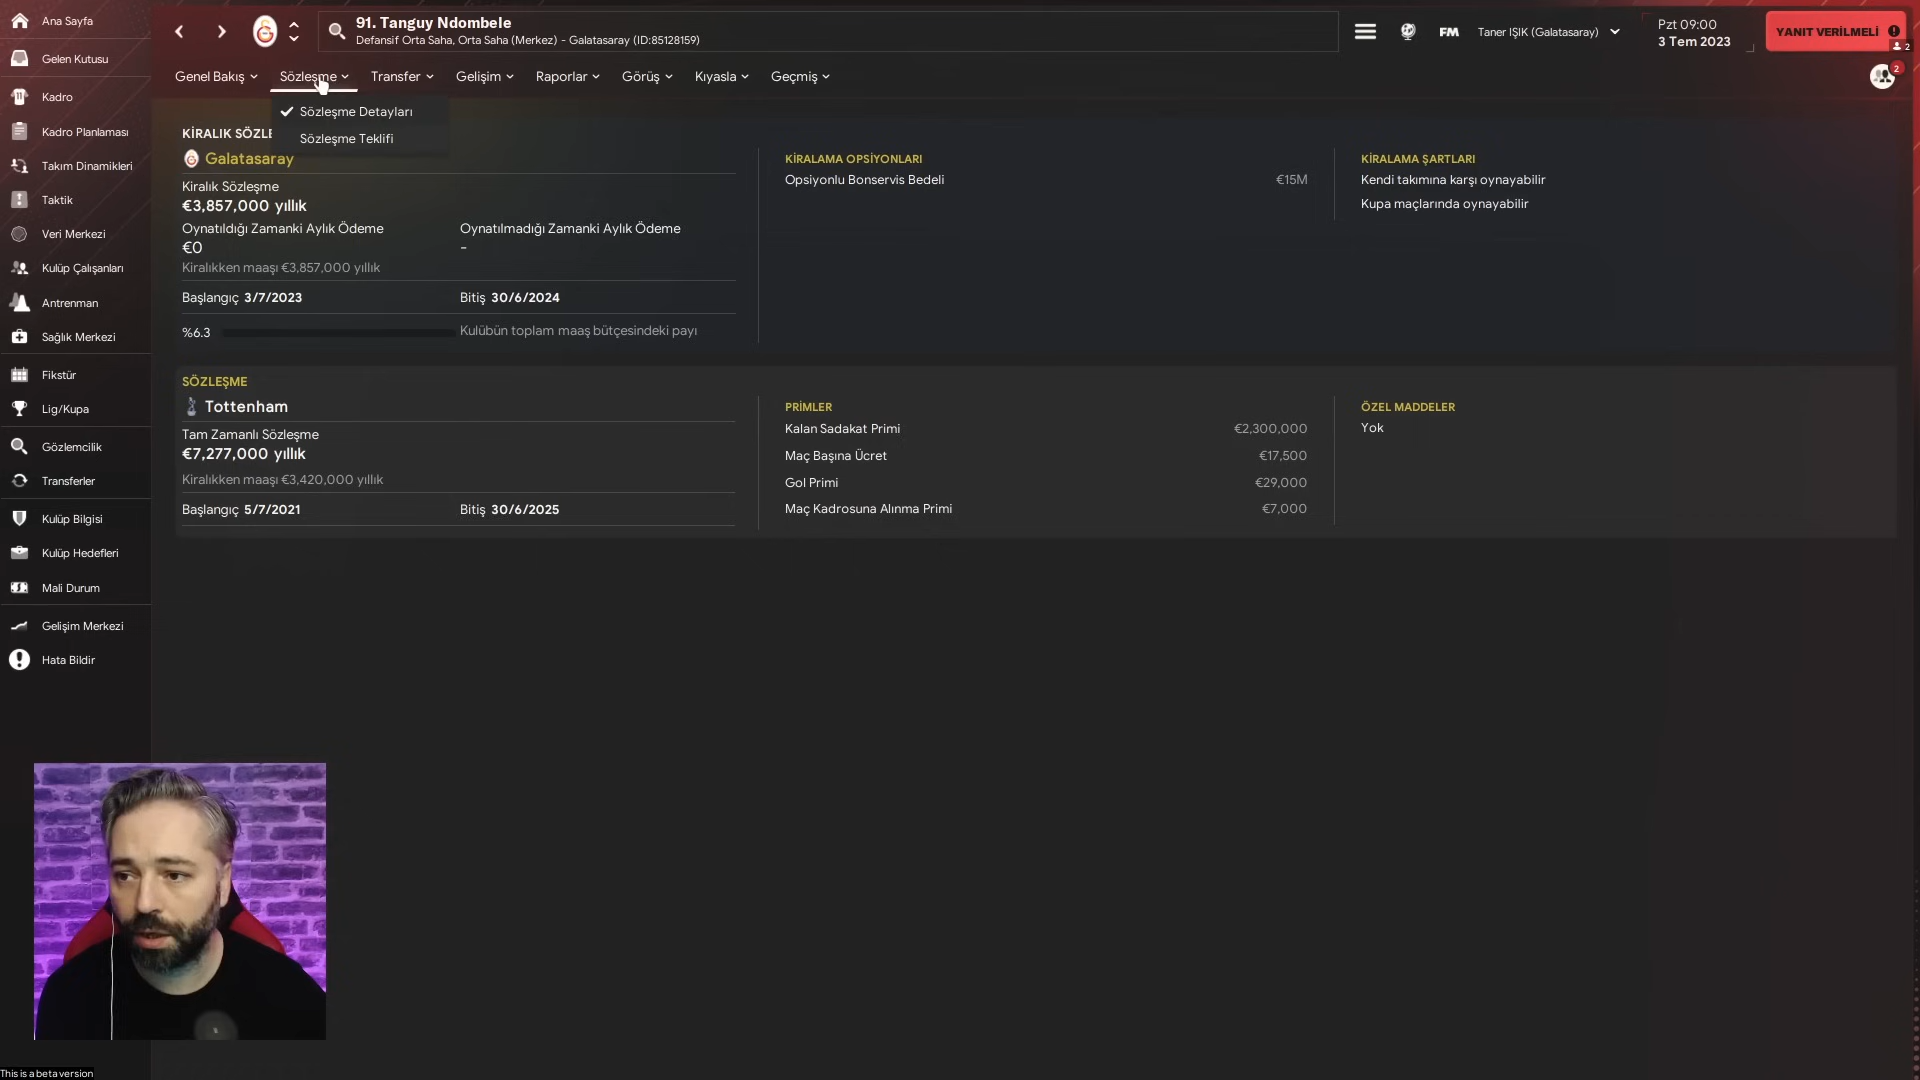 Ana Sayfa
Gelen Kutusu
Kadro
Kadro Planlaması
Takım Dinamikleri
Taktik
Veri Merkezi
Kulüp Çalışanları
Antrenman
Sağlık Merkezi
Fikstür
Lig/Kupa
Gözlemcilik
Transferler
Kulüp Bilgisi
Kulüp Hedefleri
Mali Durum
Gelişim Merkezi
Hata Bildir
91. Tanguy Ndombele
Defansif Orta Saha, Orta Saha (Merkez) - Galatasaray (ID:85128159)
FM
Taner IŞIK (Galatasaray)
Pzt 09:00
3 Tem 2023
YANIT VERİLMELİ
2
2
Genel Bakış
Sözleşme
Transfer
Gelişim
Raporlar
Görüş
Kıyasla
Geçmiş
Sözleşme Detayları
Sözleşme Teklifi
KİRALIK SÖZLE
Galatasaray
Kiralık Sözleşme
€3,857,000 yıllık
Oynatıldığı Zamanki Aylık Ödeme
€0
Oynatılmadığı Zamanki Aylık Ödeme
-
Kiralıkken maaşı €3,857,000 yıllık
Başlangıç 3/7/2023
Bitiş 30/6/2024
%6.3
Kulübün toplam maaş bütçesindeki payı
KİRALAMA OPSİYONLARI
Opsiyonlu Bonservis Bedeli €15M
KİRALAMA ŞARTLARI
Kendi takımına karşı oynayabilir
Kupa maçlarında oynayabilir
SÖZLEŞME
Tottenham
Tam Zamanlı Sözleşme
€7,277,000 yıllık
Kiralıkken maaşı €3,420,000 yıllık
Başlangıç 5/7/2021
Bitiş 30/6/2025
PRİMLER
Kalan Sadakat Primi €2,300,000
Maç Başına Ücret €17,500
Gol Primi €29,000
Maç Kadrosuna Alınma Primi €7,000
ÖZEL MADDELER
Yok
This is a beta version